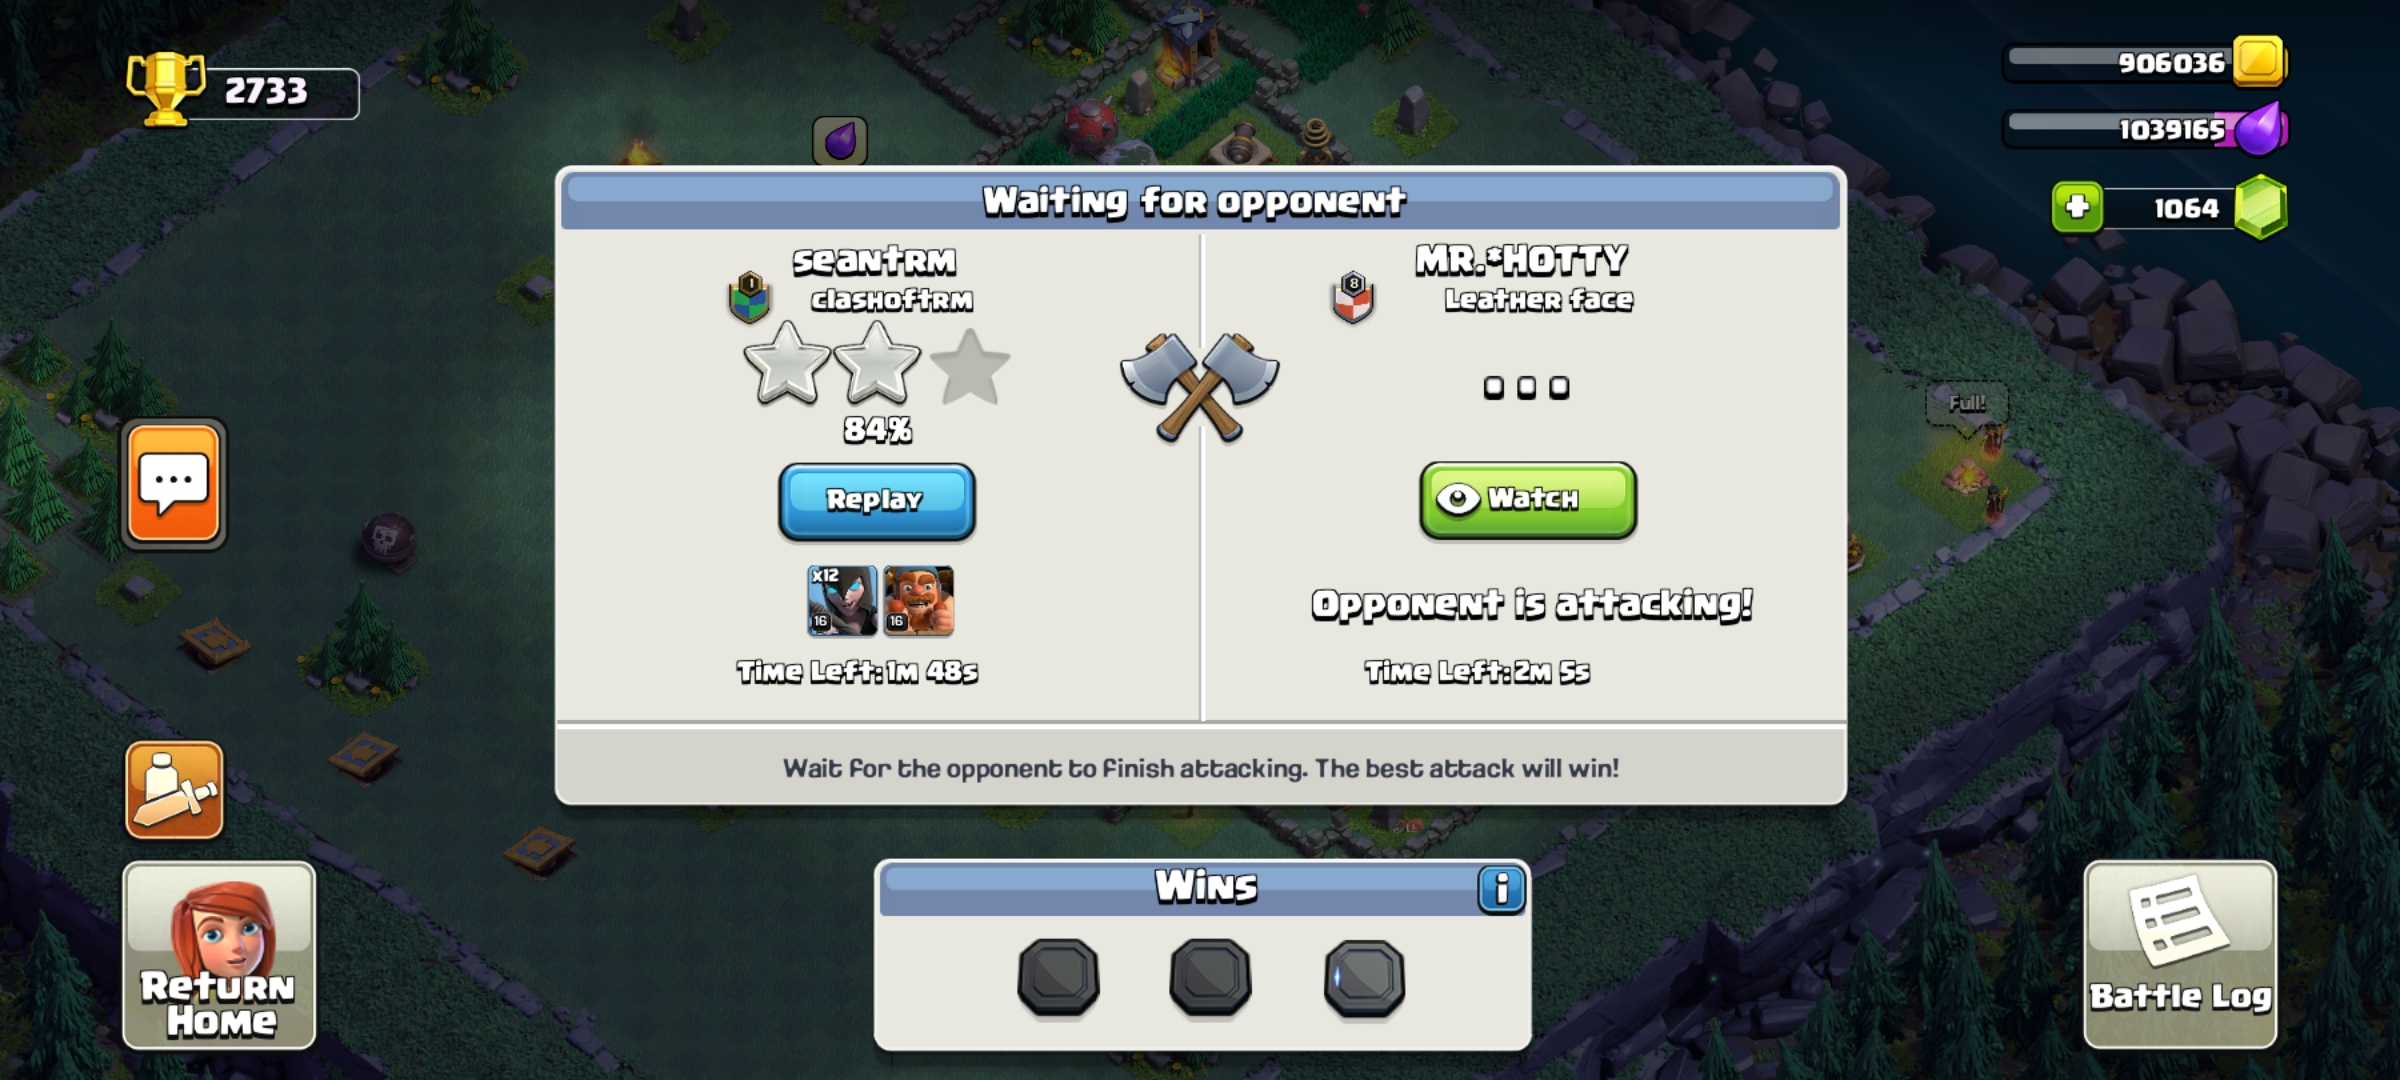 2733
906036
1039165
1064
Waiting for opponent
seantrm
clashoftrm
1
84%
Replay
x12
16
16
Time Left:1m 48s
MR.*HOTTY
Leather face
8
Watch
Opponent is attacking!
Time Left:2m 5s
Full!
Wait for the opponent to finish attacking. The best attack will win!
Wins
i
Return
Home
Battle Log